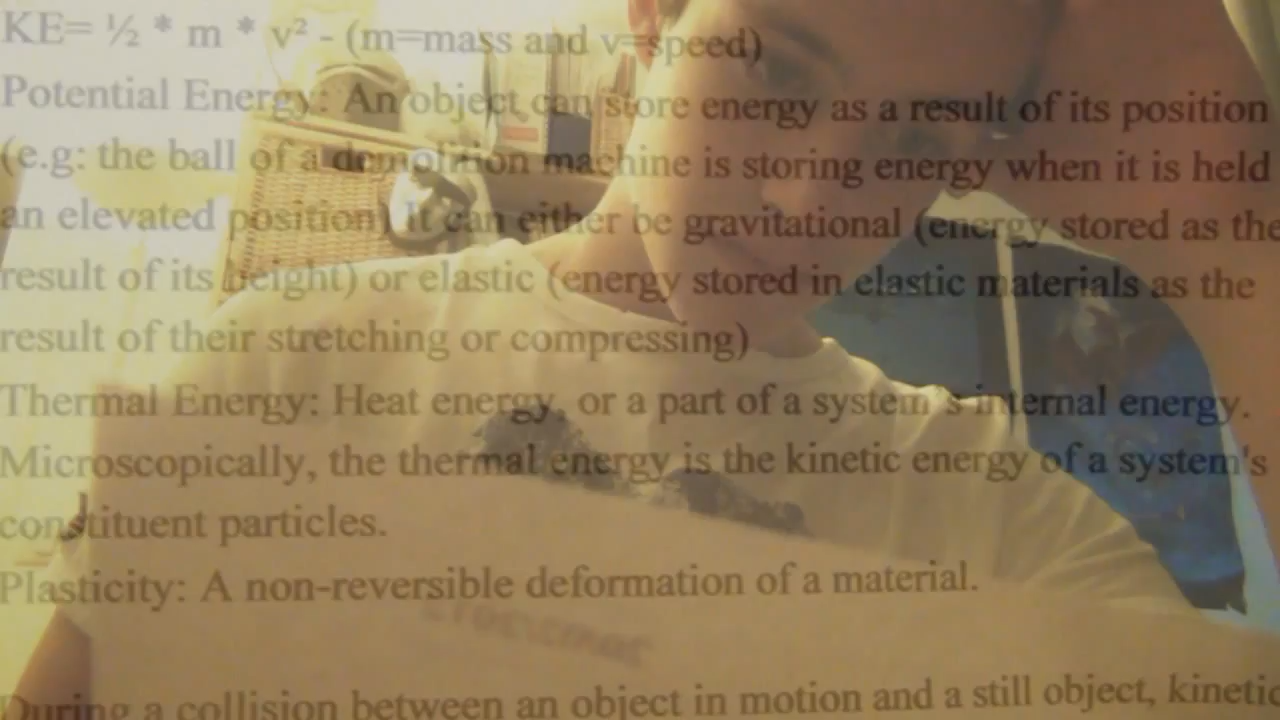 KE= ½ * m * v² - (m=mass and v=speed)
Potential Energy: An object can store energy as a result of its position
(e.g: the ball of a demolition machine is storing energy when it is held
an elevated position) It can either be gravitational (energy stored as the
result of its height) or elastic (energy stored in elastic materials as the
result of their stretching or compressing)
Thermal Energy: Heat energy, or a part of a system's internal energy.
Microscopically, the thermal energy is the kinetic energy of a system's
constituent particles.
Plasticity: A non-reversible deformation of a material.
During a collision between an object in motion and a still object, kinetic